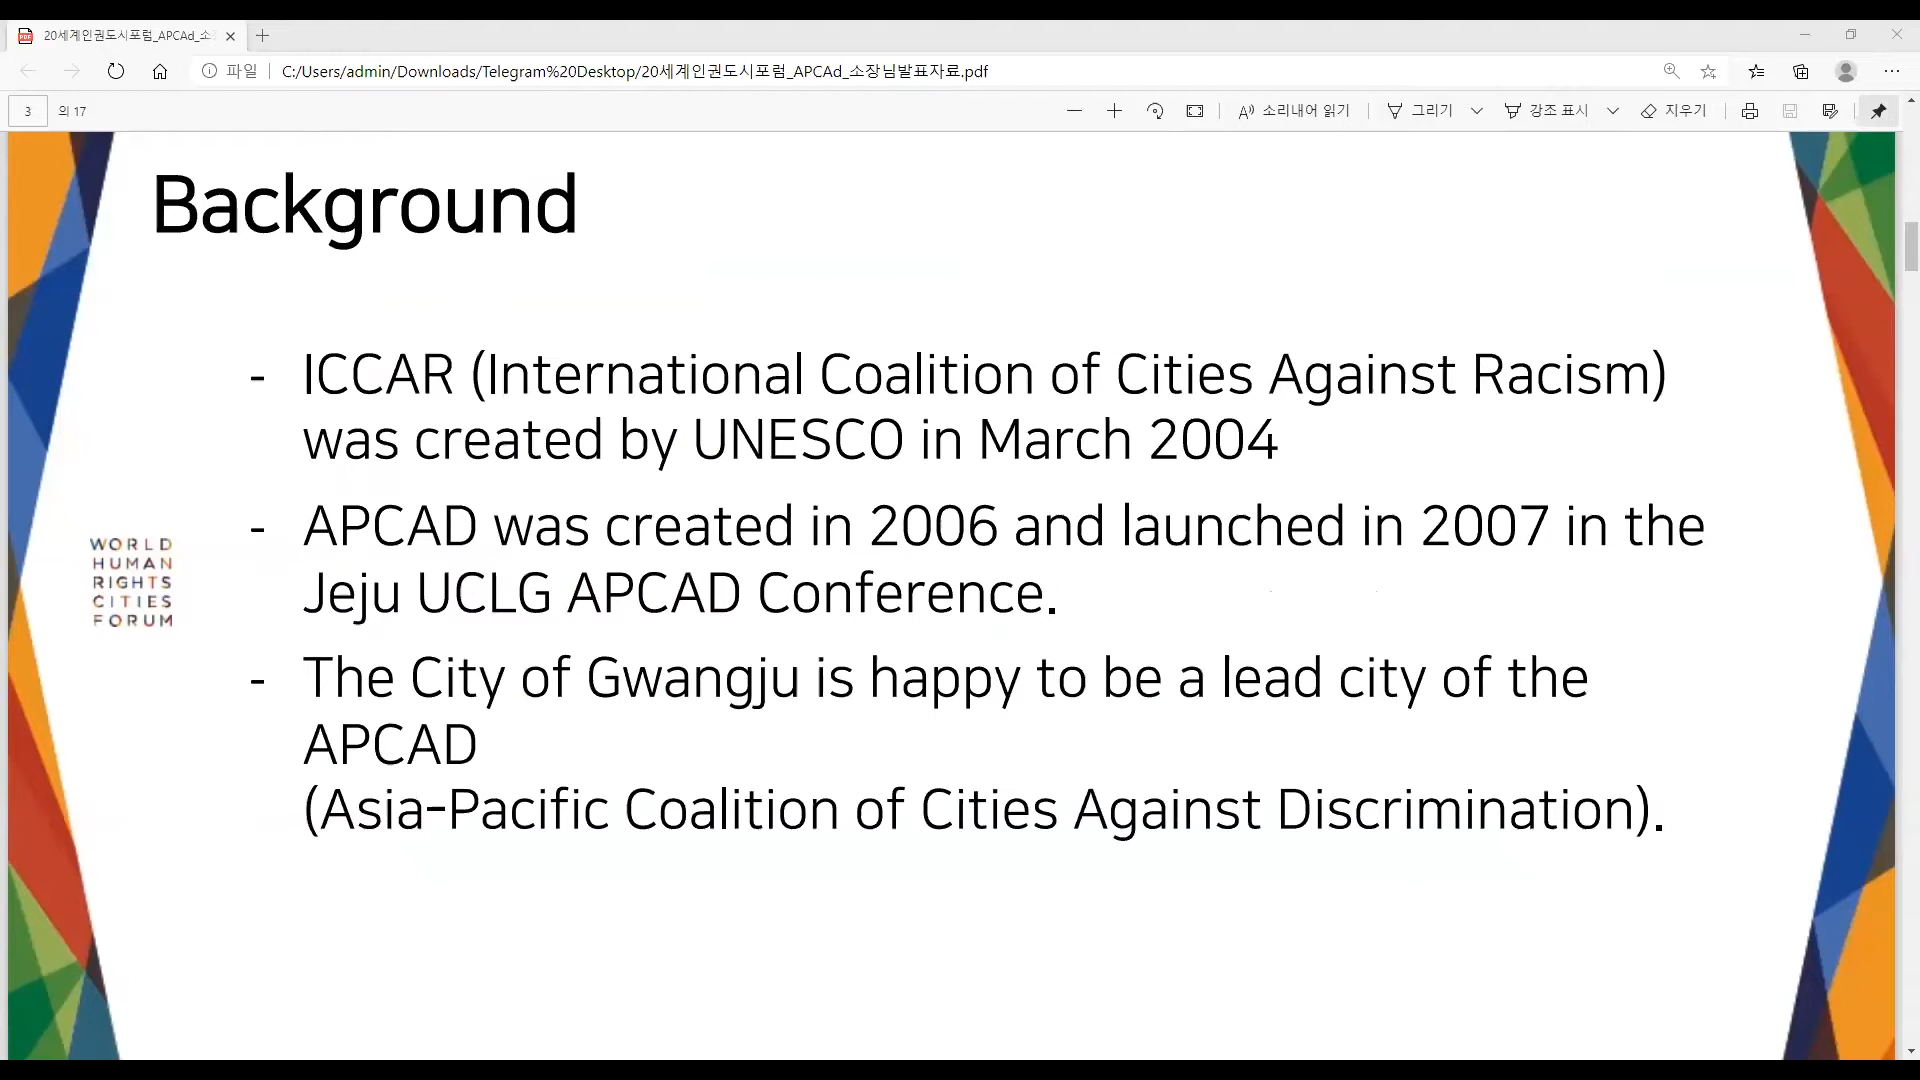 20세계인권도시포럼_APCAd_소
파일
C:/Users/admin/Downloads/Telegram%20Desktop/20세계인권도시포럼_APCAd_소장님발표자료.pdf
3 의 17
소리내어 읽기
그리기
강조 표시
지우기
Background
- ICCAR (International Coalition of Cities Against Racism)
was created by UNESCO in March 2004
- APCAD was created in 2006 and launched in 2007 in the
Jeju UCLG APCAD Conference.
- The City of Gwangju is happy to be a lead city of the
APCAD
(Asia-Pacific Coalition of Cities Against Discrimination).
WORLD
HUMAN
RIGHTS
CITIES
FORUM